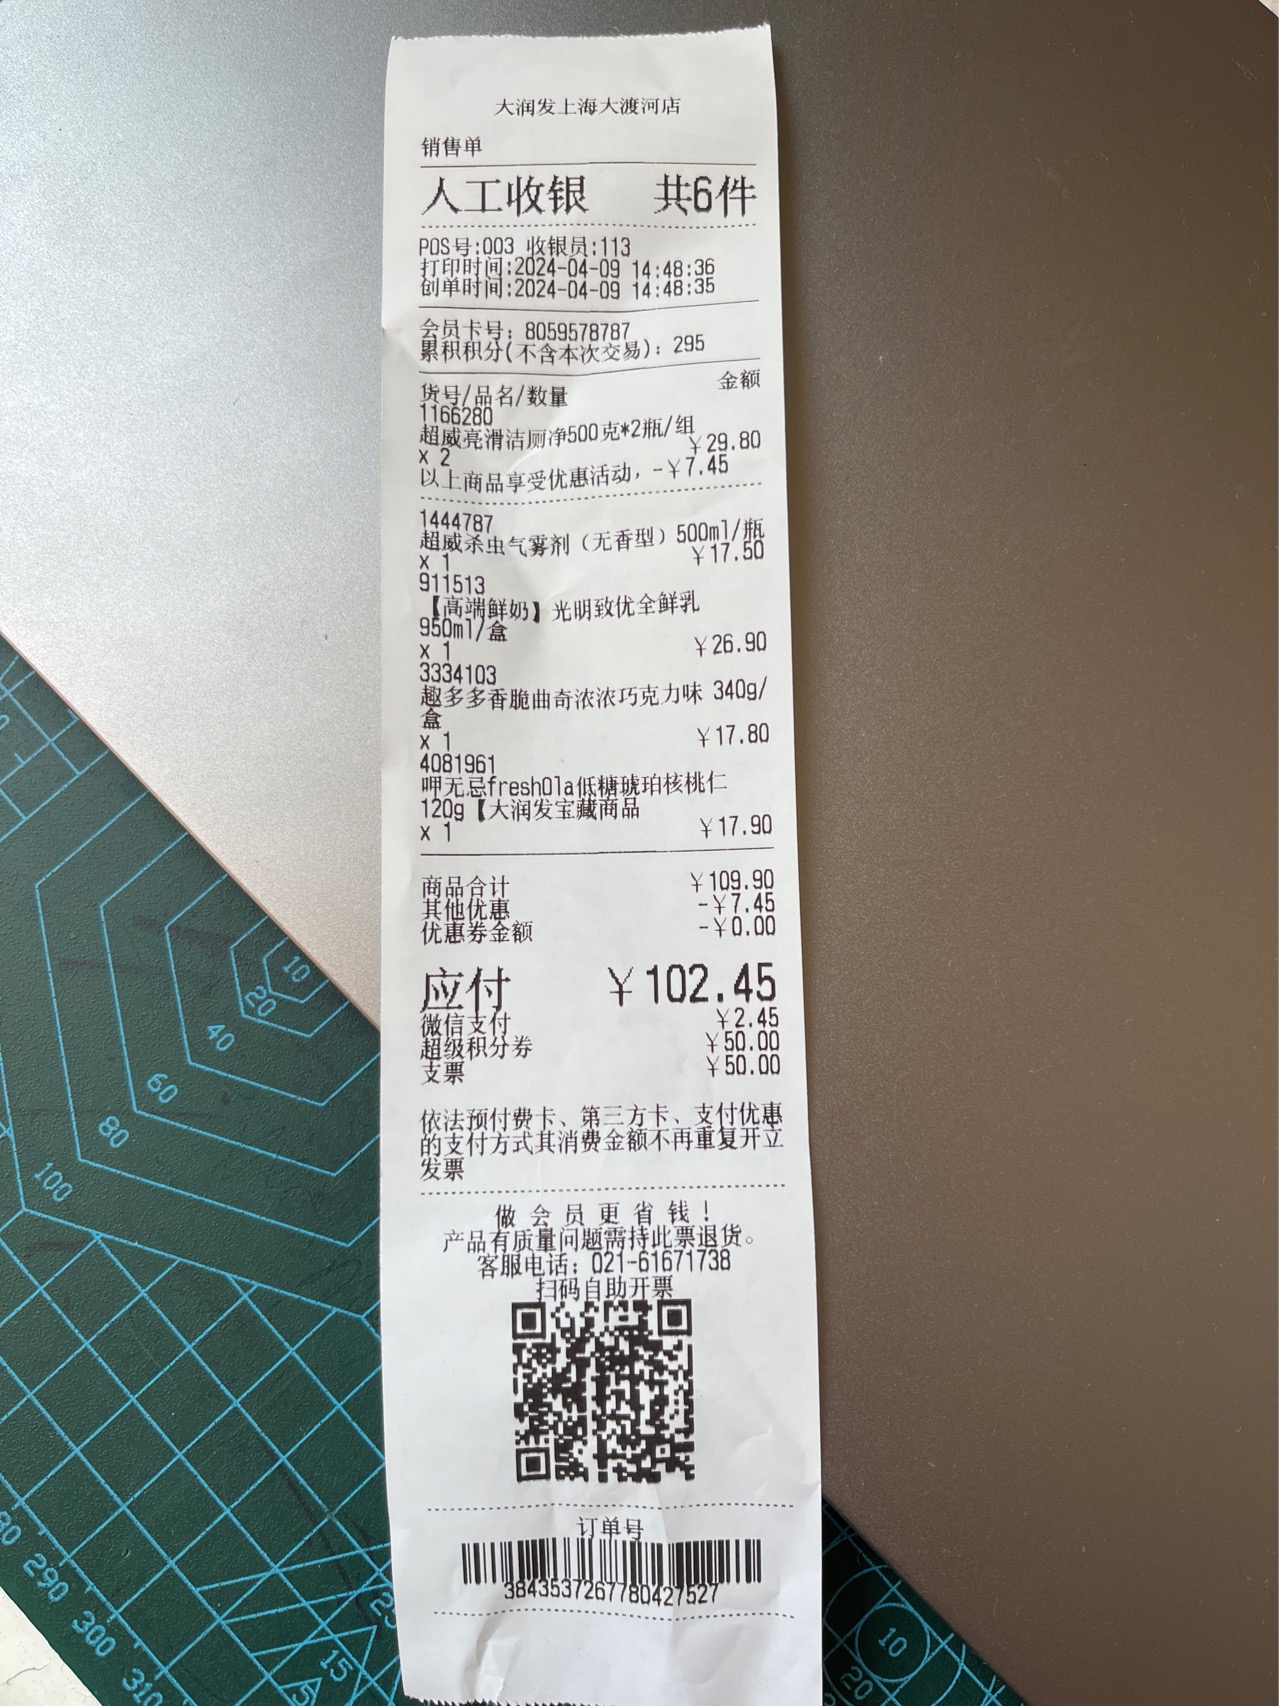 大润发上海大渡河店
销售单
人工收银 共6件
POS号:003 收银员:113
打印时间:2024-04-09 14:48:36
创单时间:2024-04-09 14:48:35
会员卡号: 8059578787
累积积分(不含本次交易): 295
货号/品名/数量 金额
1166280
超威亮滑洁厕净500克*2瓶/组
x 2 ￥29.80
以上商品享受优惠活动, -￥7.45
1444787
超威杀虫气雾剂（无香型）500ml/瓶
x 1 ￥17.50
911513
【高端鲜奶】光明致优全鲜乳
950ml/盒
x 1 ￥26.90
3334103
趣多多香脆曲奇浓浓巧克力味 340g/
盒
x 1 ￥17.80
4081961
呷无忌freshOla低糖琥珀核桃仁
120g【大润发宝藏商品
x 1 ￥17.90
商品合计 ￥109.90
其他优惠 -￥7.45
优惠券金额 -￥0.00
应付 ￥102.45
微信支付 ￥2.45
超级积分券 ￥50.00
支票 ￥50.00
依法预付费卡、第三方卡、支付优惠
的支付方式其消费金额不再重复开立
发票
做会员更省钱!
产品有质量问题需持此票退货。
客服电话: 021-61671738
扫码自助开票
订单号
3843537267780427527
10
20
40
60
80
100
290
300
310
15
10
20